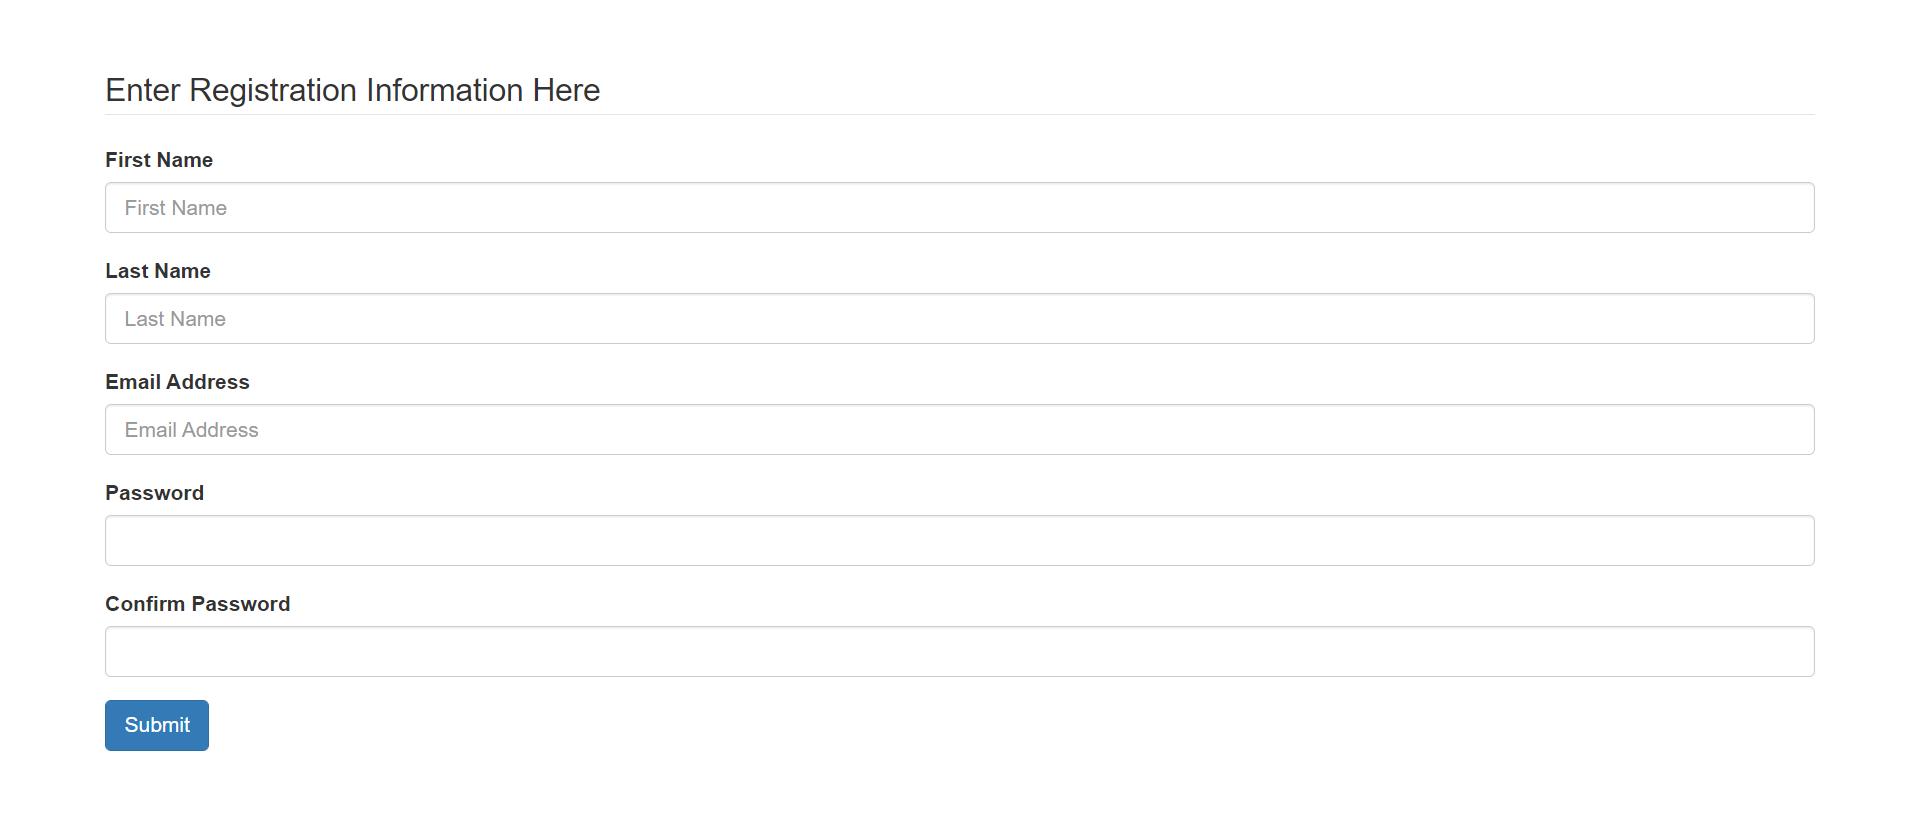 Enter Registration Information Here
First Name
First Name
Last Name
Last Name
Email Address
Email Address
Password
Confirm Password
Submit